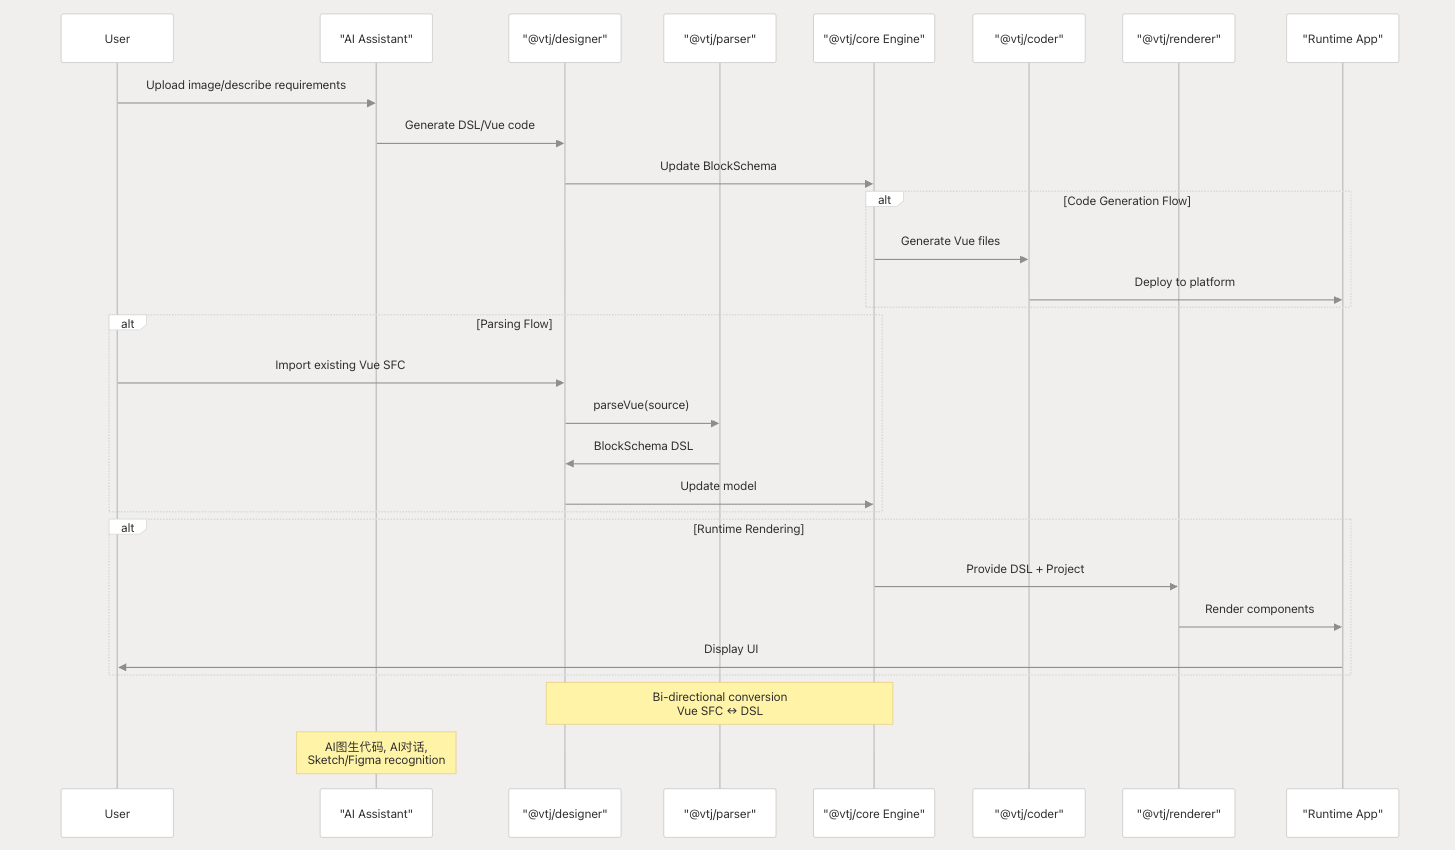 User
"AI Assistant"
"@vtj/designer"
"@vtj/parser"
"@vtj/core Engine"
"@vtj/coder"
"@vtj/renderer"
"Runtime App"
Upload image/describe requirements
Generate DSL/Vue code
Update BlockSchema
alt
[Code Generation Flow]
Generate Vue files
Deploy to platform
alt
[Parsing Flow]
Import existing Vue SFC
parseVue(source)
BlockSchema DSL
Update model
alt
[Runtime Rendering]
Provide DSL + Project
Render components
Display UI
Bi-directional conversion
Vue SFC ↔ DSL
AI图生代码, AI对话,
Sketch/Figma recognition
User
"AI Assistant"
"@vtj/designer"
"@vtj/parser"
"@vtj/core Engine"
"@vtj/coder"
"@vtj/renderer"
"Runtime App"